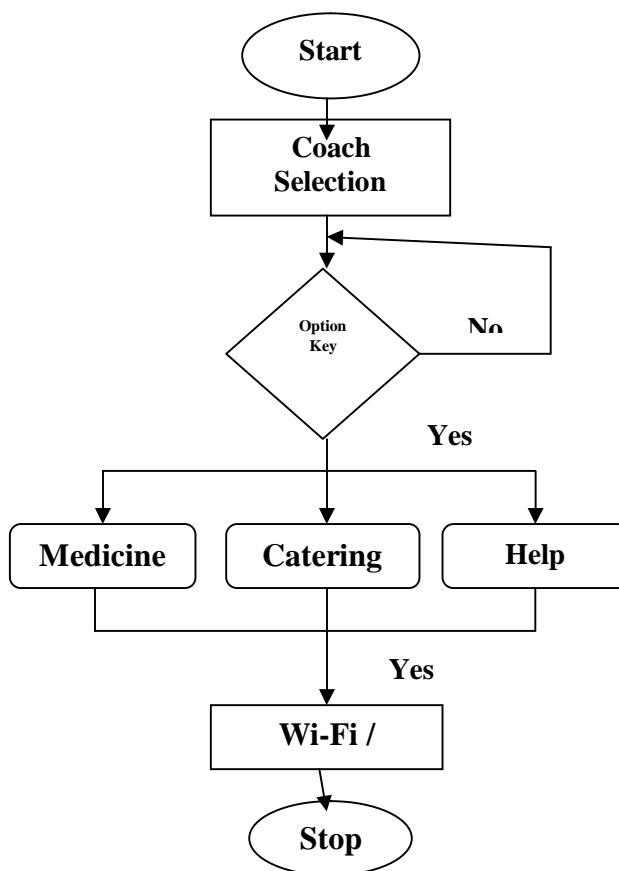 Start
Coach
Selection
Option
Key
No
Yes
Medicine
Catering
Help
Yes
Wi-Fi /
Stop